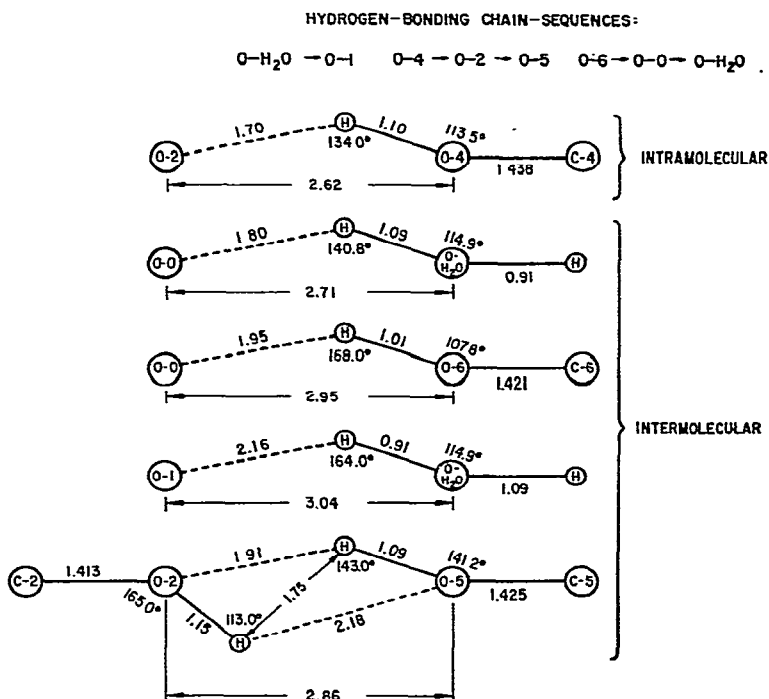 HYDROGEN-BONDING CHAIN-SEQUENCES:
O-H₂O → O-1 O-4 → O-2 → O-5 O-6 → O-0 → O-H₂O
1.70 H 1.10 113.5°
O-2 134.0° O-4 1.438 C-4 INTRAMOLECULAR
2.62
1.80 H 1.09 114.9°
O-0 140.8° O-H₂O 0.91 H
2.71
1.95 H 1.01 107.8°
O-0 168.0° O-6 1.421 C-6
2.95
INTERMOLECULAR
2.16 H 0.91 114.9°
O-1 164.0° O-H₂O 1.09 H
3.04
1.91 H 1.09 141.2°
C-2 1.413 O-2 143.0° O-5 1.425 C-5
165.0° 1.15 113.0° 1.75 2.18
H
2.86